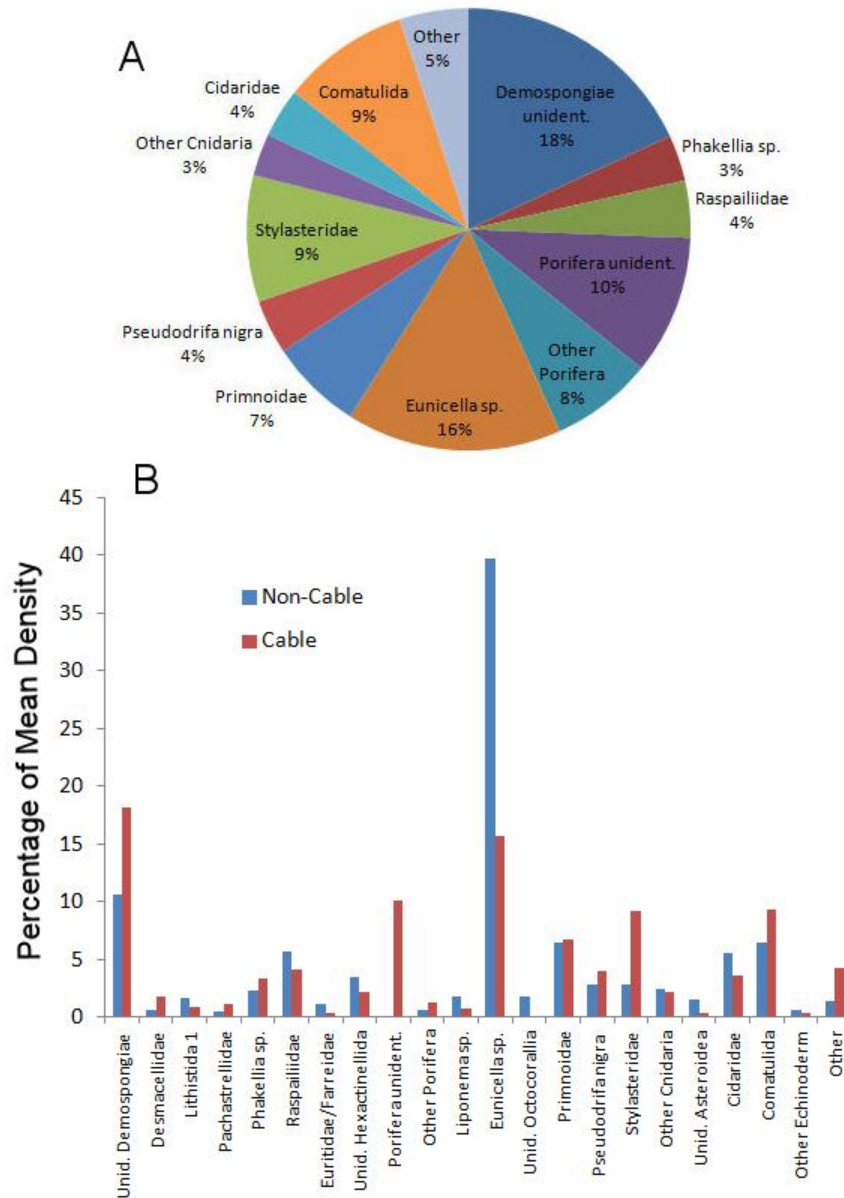 A
Other
5%
Demospongiae
unident.
18%
Phakellia sp.
3%
Raspailiidae
4%
Porifera unident.
10%
Other
Porifera
8%
Eunicella sp.
16%
Primnoidae
7%
Pseudodrifa nigra
4%
Stylasteridae
9%
Other Cnidaria
3%
Cidaridae
4%
Comatulida
9%
B
Percentage of Mean Density
45
40
35
30
25
20
15
10
5
0
Non-Cable
Cable
Unid. Demospongiae
Desmacellidae
Lithistida 1
Pachastrellidae
Phakellia sp.
Raspailiidae
Euritidae/Farreidae
Unid. Hexactinellida
Porifera unident.
Other Porifera
Liponema sp.
Eunicella sp.
Unid. Octocorallia
Primnoidae
Pseudodrifa nigra
Stylasteridae
Other Cnidaria
Unid. Asteroidea
Cidaridae
Comatulida
Other Echinoderm
Other